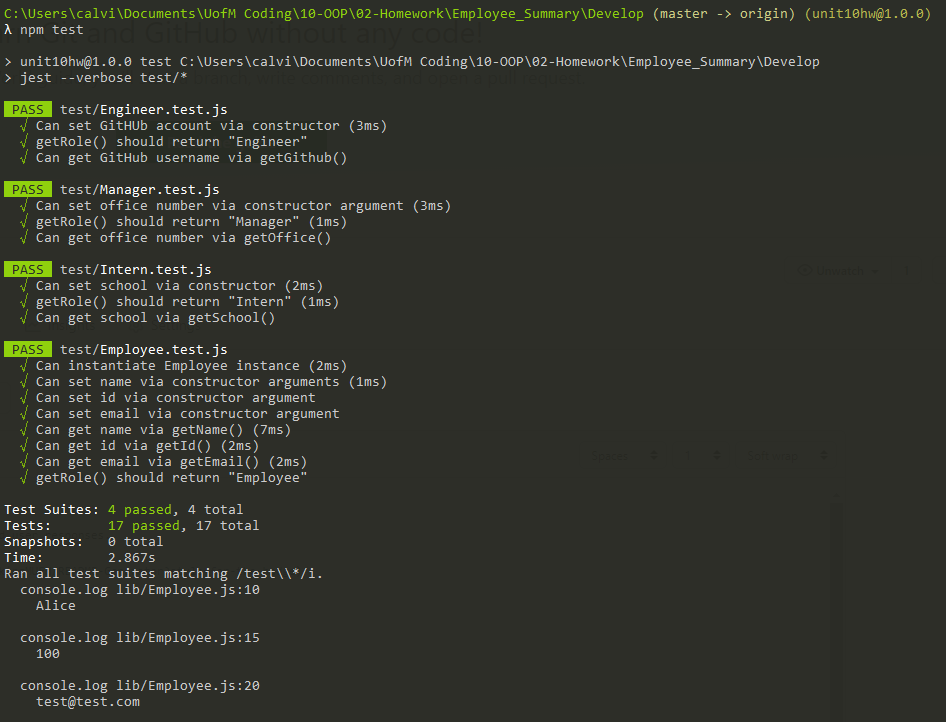 C:\Users\calvi\Documents\UofM Coding\10-OOP\02-Homework\Employee_Summary\Develop (master -> origin) (unit10hw@1.0.0)
λ npm test
> unit10hw@1.0.0 test C:\Users\calvi\Documents\UofM Coding\10-OOP\02-Homework\Employee_Summary\Develop
> jest --verbose test/*
PASS test/Engineer.test.js
√ Can set GitHUb account via constructor (3ms)
√ getRole() should return "Engineer"
√ Can get GitHub username via getGithub()
PASS test/Manager.test.js
√ Can set office number via constructor argument (3ms)
√ getRole() should return "Manager" (1ms)
√ Can get office number via getOffice()
PASS test/Intern.test.js
√ Can set school via constructor (2ms)
√ getRole() should return "Intern" (1ms)
√ Can get school via getSchool()
PASS test/Employee.test.js
√ Can instantiate Employee instance (2ms)
√ Can set name via constructor arguments (1ms)
√ Can set id via constructor argument
√ Can set email via constructor argument
√ Can get name via getName() (7ms)
√ Can get id via getId() (2ms)
√ Can get email via getEmail() (2ms)
√ getRole() should return "Employee"
Test Suites: 4 passed, 4 total
Tests: 17 passed, 17 total
Snapshots: 0 total
Time: 2.867s
Ran all test suites matching /test\\*/i.
console.log lib/Employee.js:10
Alice
console.log lib/Employee.js:15
100
console.log lib/Employee.js:20
test@test.com